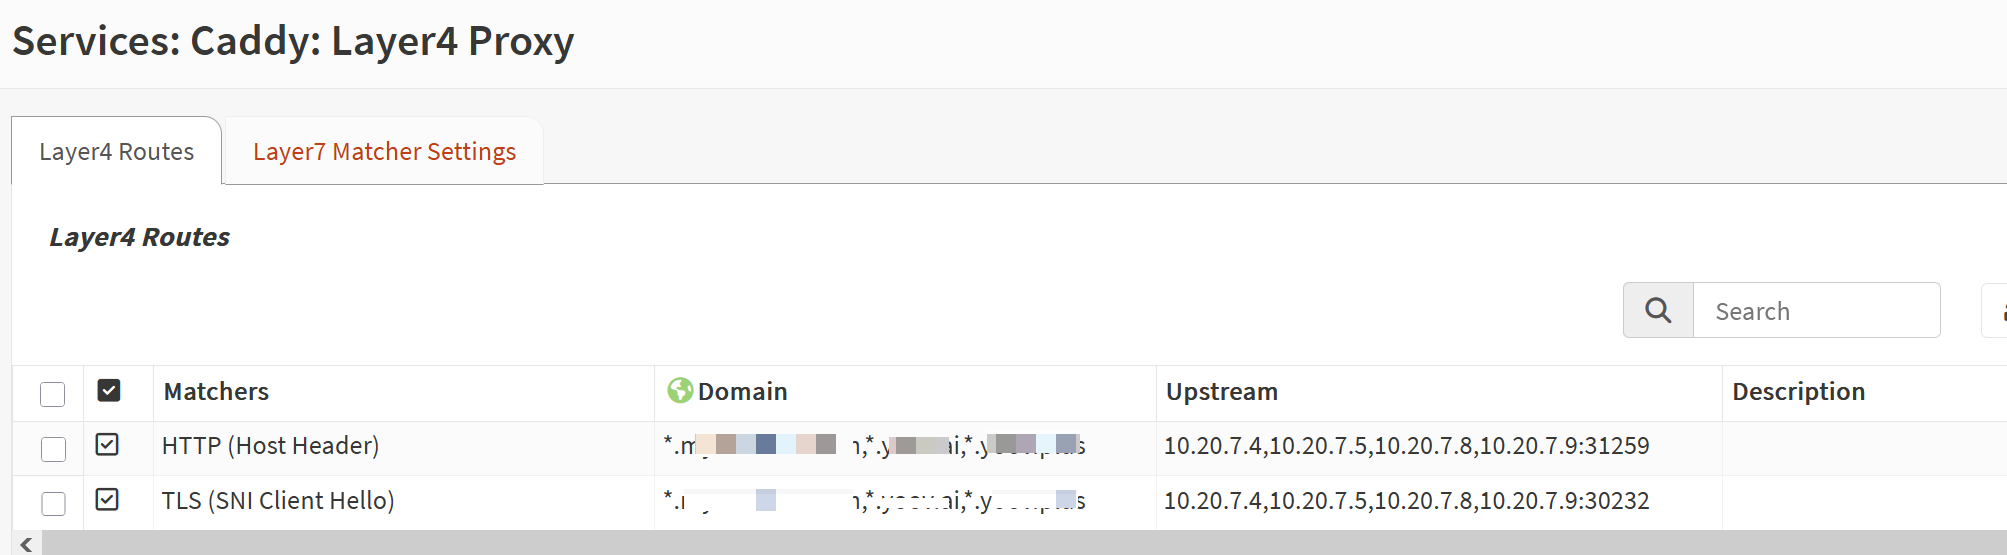 Services: Caddy: Layer4 Proxy
Layer4 Routes
Layer7 Matcher Settings
Layer4 Routes
Search
Matchers
Domain
Upstream
Description
HTTP (Host Header)
10.20.7.4,10.20.7.5,10.20.7.8,10.20.7.9:31259
TLS (SNI Client Hello)
10.20.7.4,10.20.7.5,10.20.7.8,10.20.7.9:30232